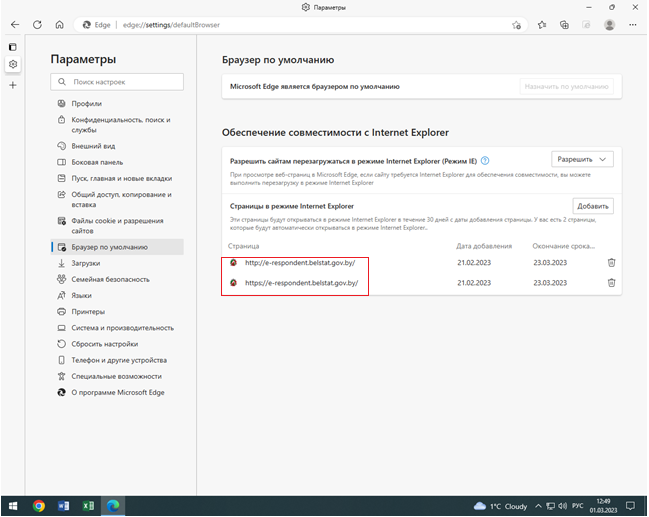 Параметры
Edge
edge://settings/defaultBrowser
Параметры
Поиск настроек
Профили
Конфиденциальность, поиск и
службы
Внешний вид
Боковая панель
Пуск, главная и новые вкладки
Общий доступ, копирование и
вставка
Файлы cookie и разрешения
сайтов
Браузер по умолчанию
Загрузки
Семейная безопасность
Языки
Принтеры
Система и производительность
Сбросить настройки
Телефон и другие устройства
Специальные возможности
О программе Microsoft Edge
Браузер по умолчанию
Microsoft Edge является браузером по умолчанию
Назначить по умолчанию
Обеспечение совместимости с Internet Explorer
Разрешить сайтам перезагружаться в режиме Internet Explorer (Режим IE)
Разрешить
При просмотре веб-страниц в Microsoft Edge, если сайту требуется Internet Explorer для обеспечения совместимости, вы можете
выполнить перезагрузку в режиме Internet Explorer
Страницы в режиме Internet Explorer
Добавить
Эти страницы будут открываться в режиме Internet Explorer в течение 30 дней с даты добавления страницы. У вас есть 2 страницы,
которые будут автоматически открываться в режиме Internet Explorer.
Страница Дата добавления Окончание срока...
http://e-respondent.belstat.gov.by/ 21.02.2023 23.03.2023
https://e-respondent.belstat.gov.by/ 21.02.2023 23.03.2023
1°C Cloudy
РУС
12:49
01.03.2023